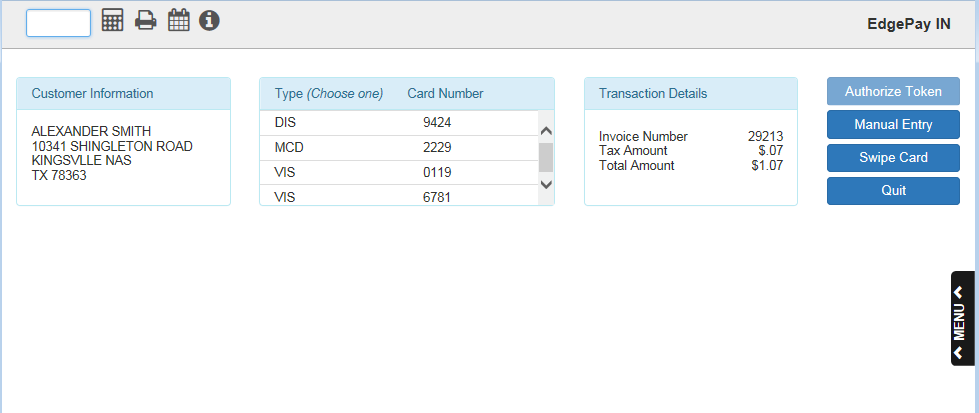 EdgePay IN
Customer Information
ALEXANDER SMITH
10341 SHINGLETON ROAD
KINGSVLLE NAS
TX 78363
Type (Choose one) Card Number
DIS 9424
MCD 2229
VIS 0119
VIS 6781
Transaction Details
Invoice Number 29213
Tax Amount $.07
Total Amount $1.07
Authorize Token
Manual Entry
Swipe Card
Quit
MENU